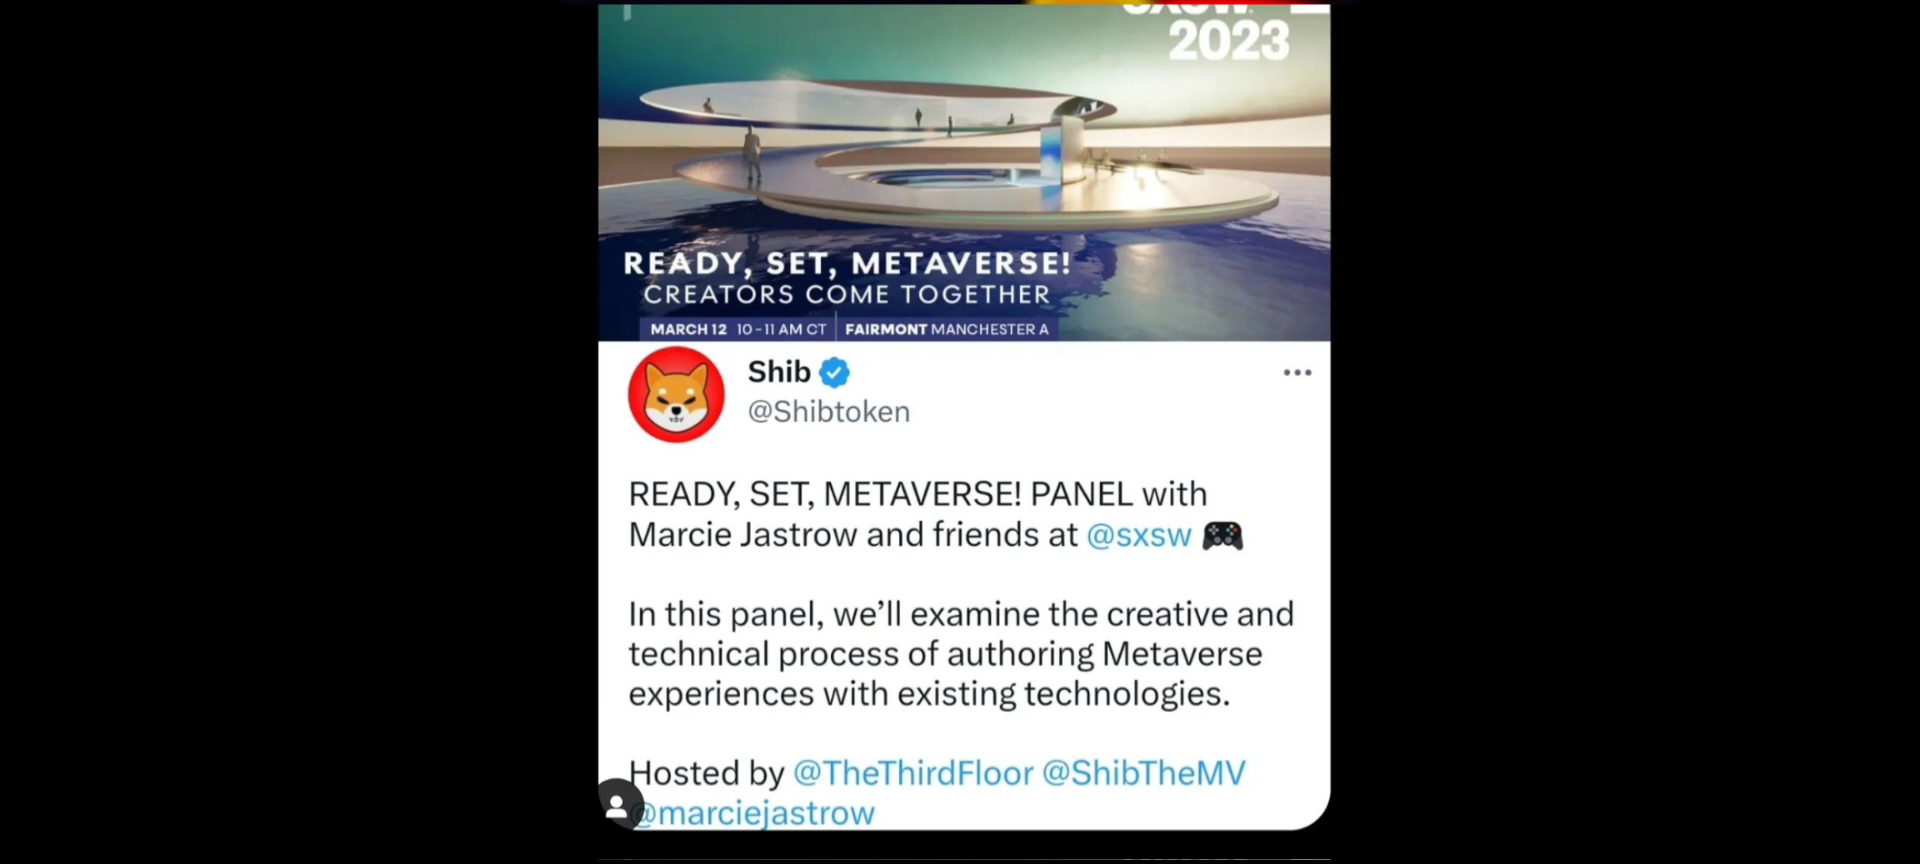 SXSW
2023
READY, SET, METAVERSE!
CREATORS COME TOGETHER
MARCH 12 10-11 AM CT | FAIRMONT MANCHESTER A
Shib
@Shibtoken
READY, SET, METAVERSE! PANEL with
Marcie Jastrow and friends at @sxsw 🎮
In this panel, we’ll examine the creative and
technical process of authoring Metaverse
experiences with existing technologies.
Hosted by @TheThirdFloor @ShibTheMV
@marciejastrow